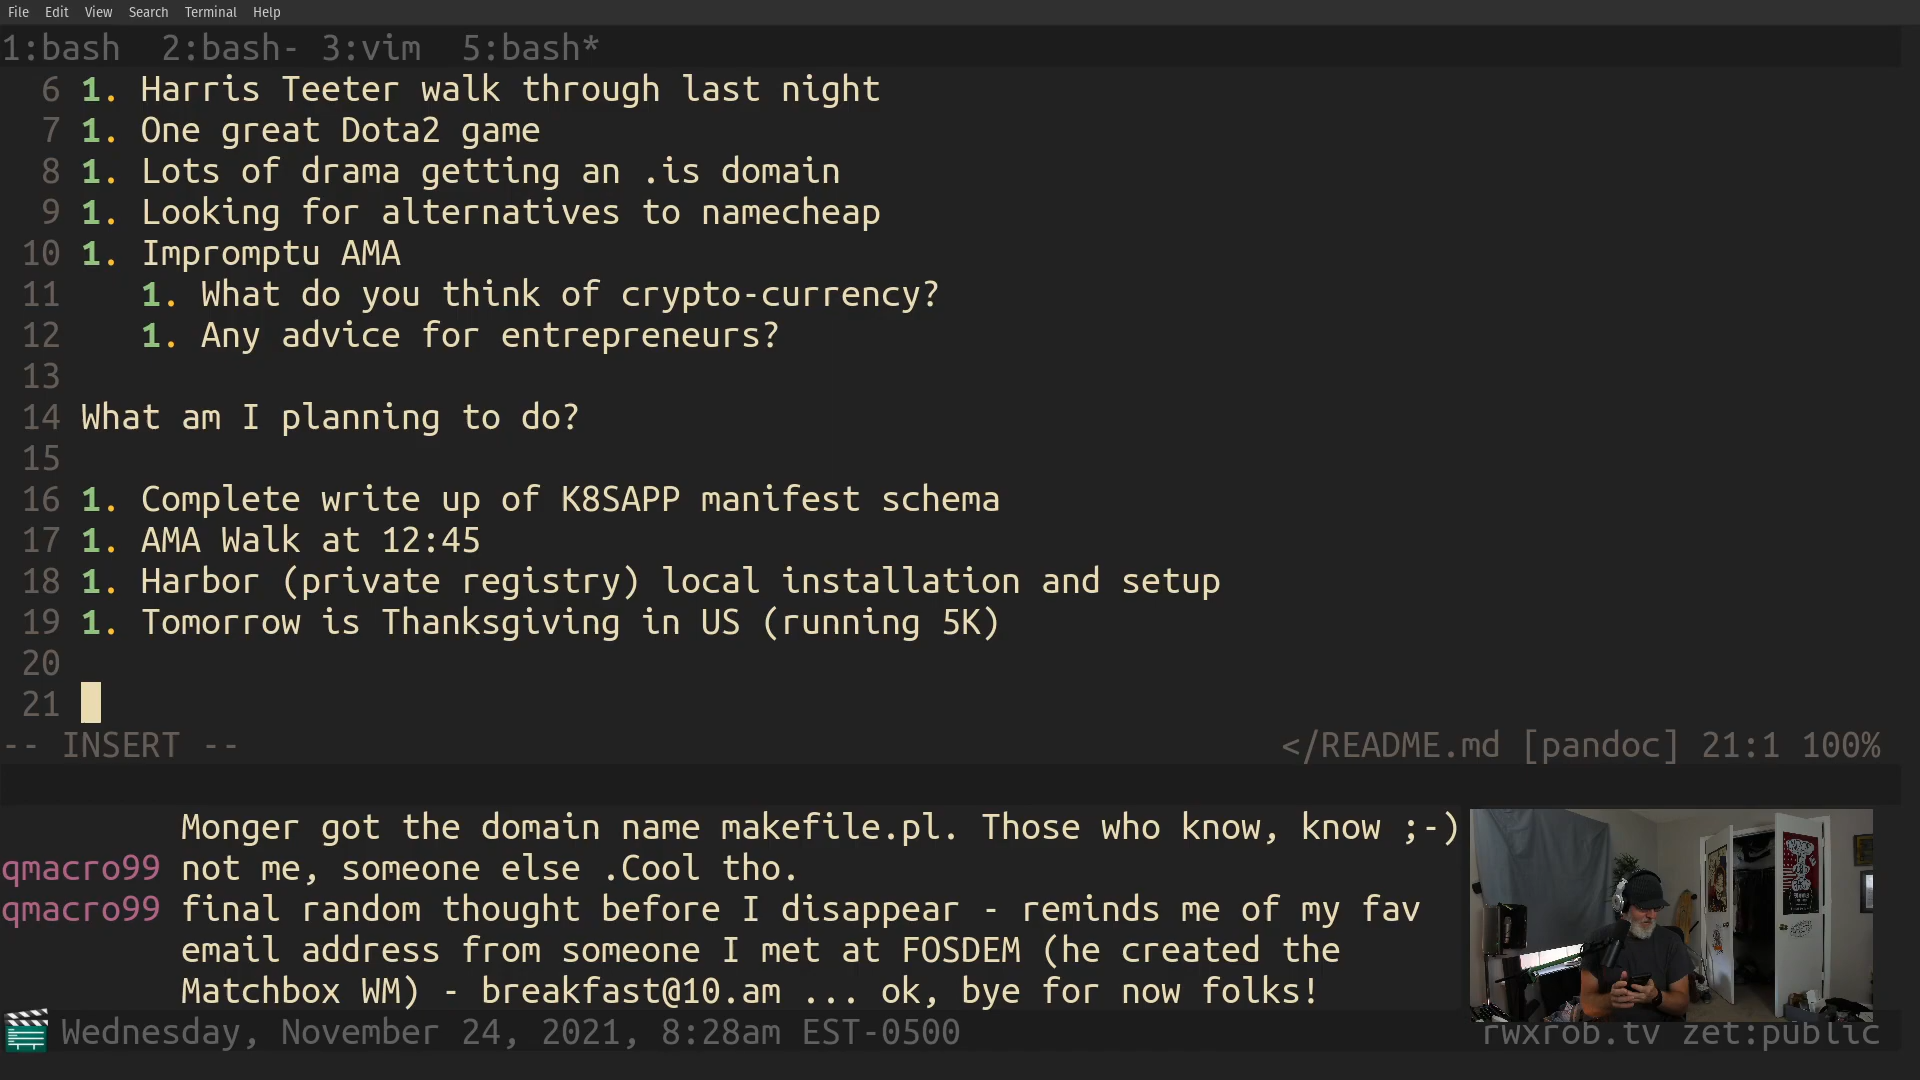 File Edit View Search Terminal Help
1:bash 2:bash- 3:vim 5:bash*
6 1. Harris Teeter walk through last night
7 1. One great Dota2 game
8 1. Lots of drama getting an .is domain
9 1. Looking for alternatives to namecheap
10 1. Impromptu AMA
11 1. What do you think of crypto-currency?
12 1. Any advice for entrepreneurs?
13
14 What am I planning to do?
15
16 1. Complete write up of K8SAPP manifest schema
17 1. AMA Walk at 12:45
18 1. Harbor (private registry) local installation and setup
19 1. Tomorrow is Thanksgiving in US (running 5K)
20
21
-- INSERT -- </README.md [pandoc] 21:1 100%
Monger got the domain name makefile.pl. Those who know, know ;-)
qmacro99 not me, someone else .Cool tho.
qmacro99 final random thought before I disappear - reminds me of my fav
email address from someone I met at FOSDEM (he created the
Matchbox WM) - breakfast@10.am ... ok, bye for now folks!
Wednesday, November 24, 2021, 8:28am EST-0500 rwxrob.tv zet:public